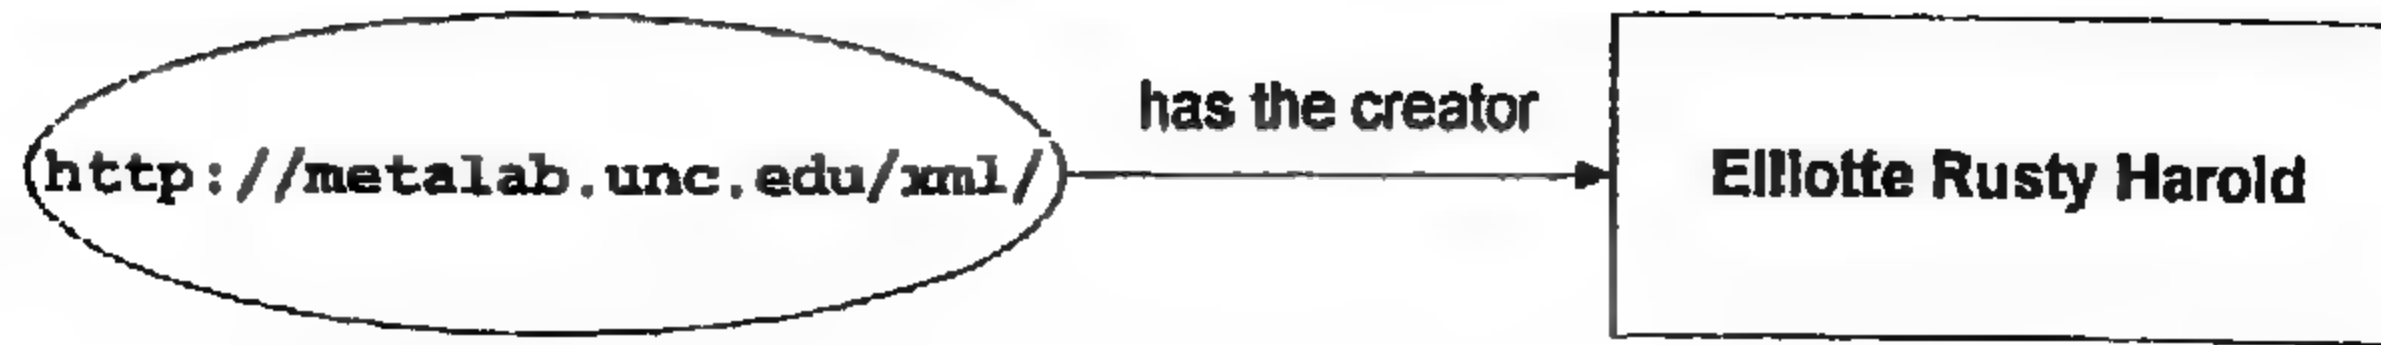 has the creator
http://metalab.unc.edu/xml/
Elliotte Rusty Harold